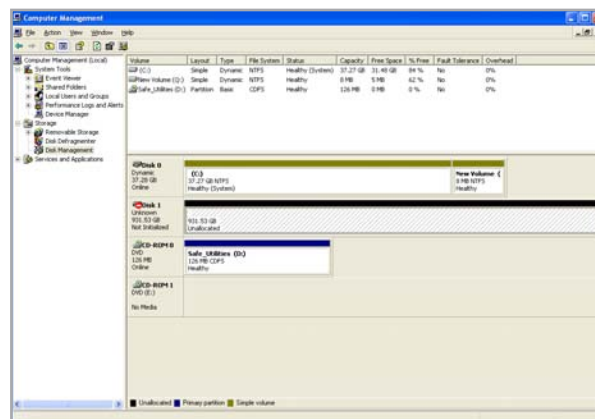 Computer Management
File Action View Window Help
Computer Management (Local)
System Tools
Event Viewer
Shared Folders
Local Users and Groups
Performance Logs and Alerts
Device Manager
Storage
Removable Storage
Disk Defragmenter
Disk Management
Services and Applications
Volume Layout Type File System Status Capacity Free Space % Free Fault Tolerance Overhead
(C:) Simple Dynamic NTFS Healthy (System) 37.27 GB 31.48 GB 84 % No 0%
New Volume (Q:) Simple Dynamic NTFS Healthy 8 MB 5 MB 62 % No 0%
Safe_Utilities (D:) Partition Basic CDFS Healthy 126 MB 0 MB 0 % No 0%
Disk 0
Dynamic
37.28 GB
Online
(C:)
37.27 GB NTFS
Healthy (System)
New Volume (
8 MB NTFS
Healthy
Disk 1
Unknown
931.53 GB
Not Initialized
931.53 GB
Unallocated
CD-ROM 0
DVD
126 MB
Online
Safe_Utilities (D:)
126 MB CDFS
Healthy
CD-ROM 1
DVD (E:)
No Media
Unallocated Primary partition Simple volume